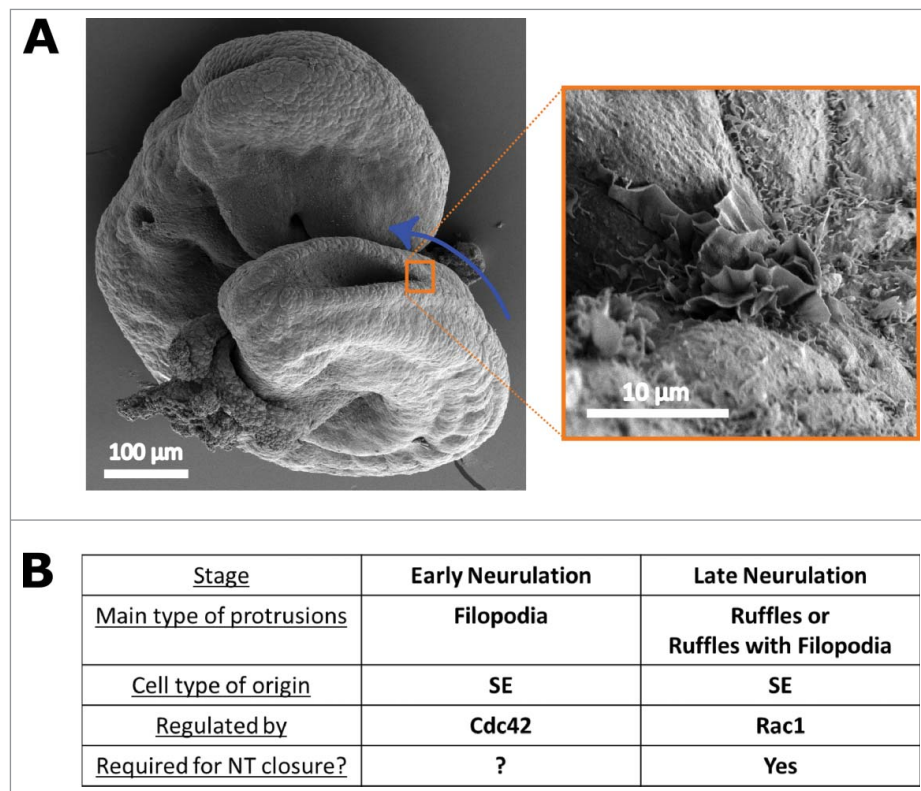 A
100 µm
10 µm
B
Stage Early Neurulation Late Neurulation
Main type of protrusions Filopodia Ruffles or
Ruffles with Filopodia
Cell type of origin SE SE
Regulated by Cdc42 Rac1
Required for NT closure? ? Yes